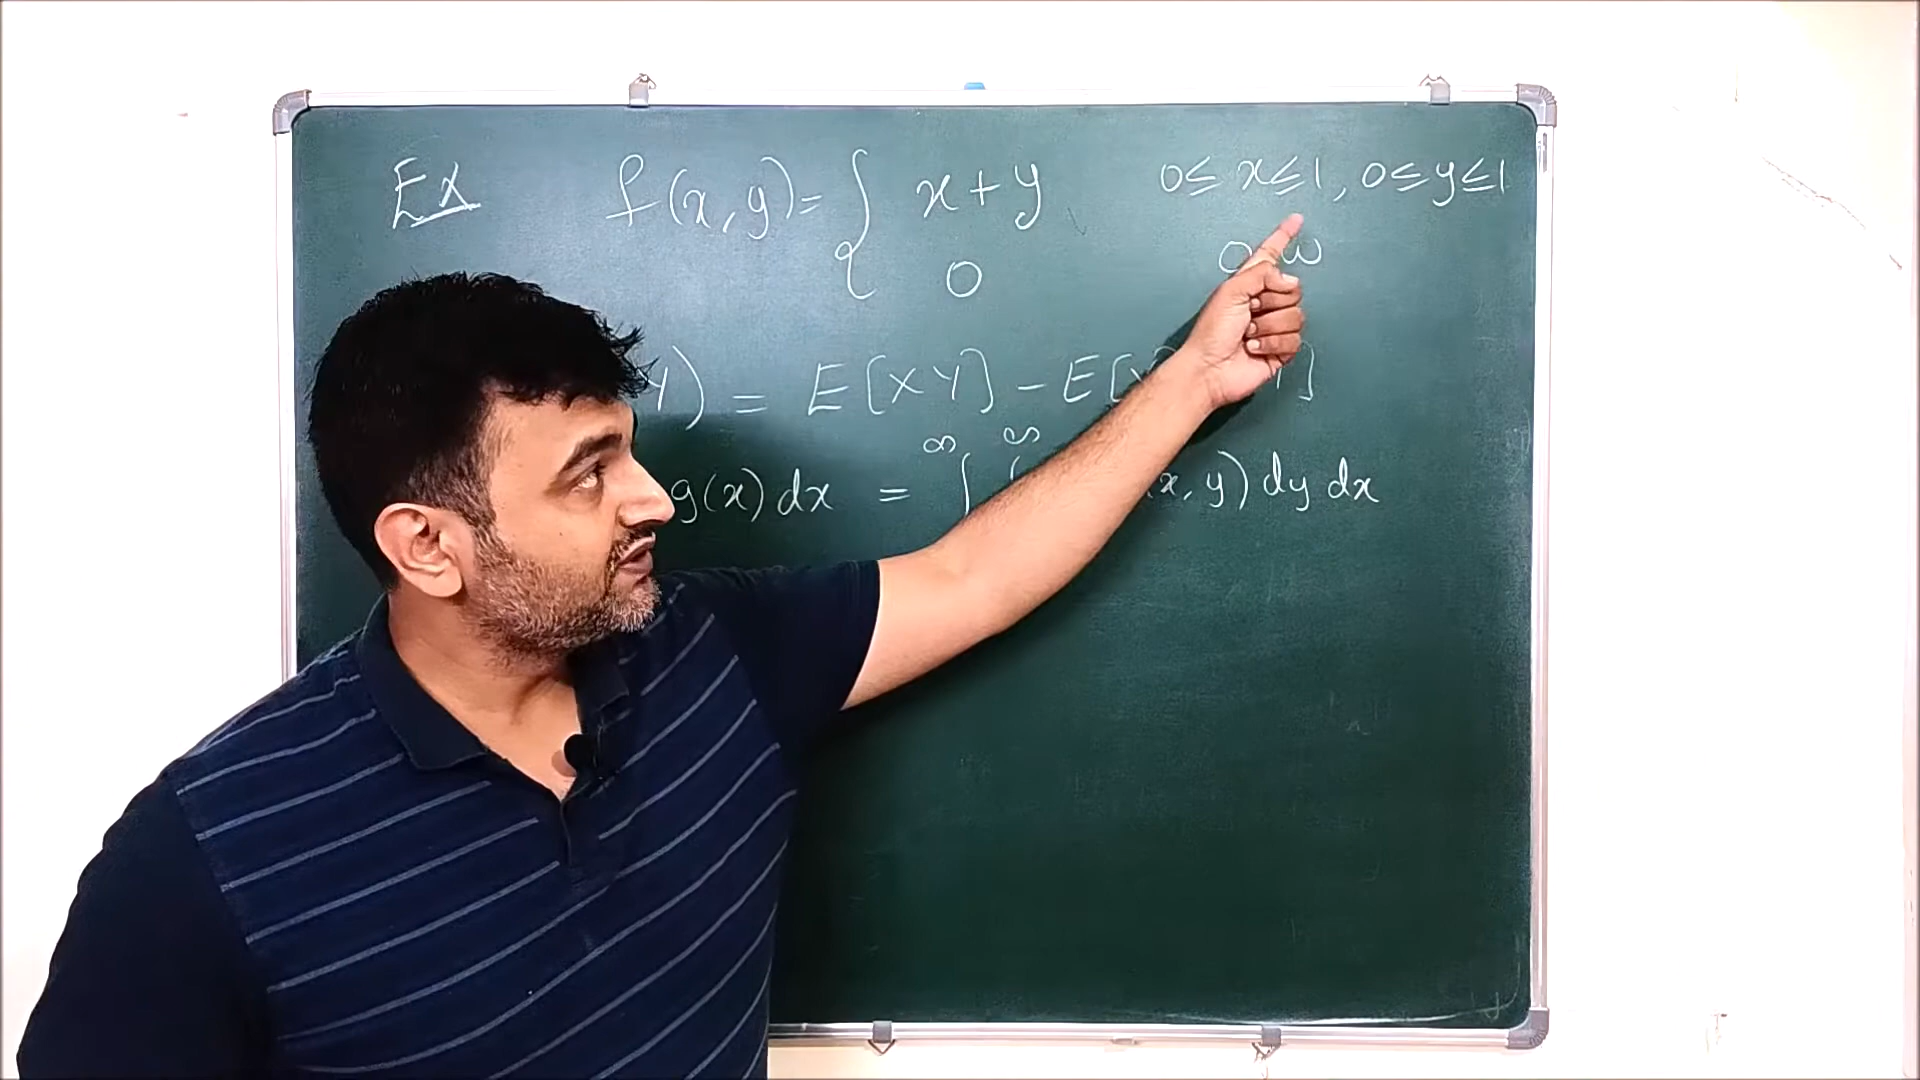 Ex f(x,y) = { x + y 0 ≤ x ≤ 1, 0 ≤ y ≤ 1
0
Y) = E[XY] - E[X
g(x) dx = ∫ ∞ ∞ (x, y) dy dx